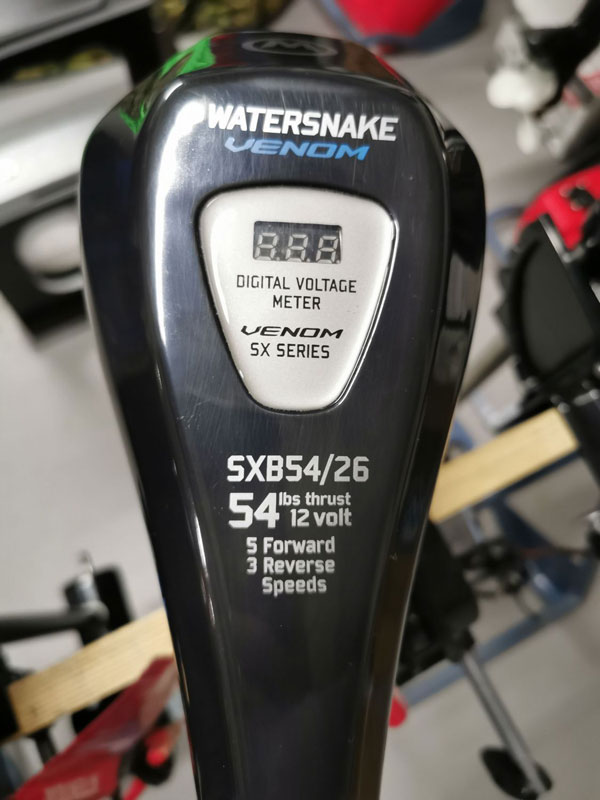 WATERSNAKE
VENOM
DIGITAL VOLTAGE
METER
VENOM
SX SERIES
SXB54/26
54 lbs thrust
12 volt
5 Forward
3 Reverse
Speeds